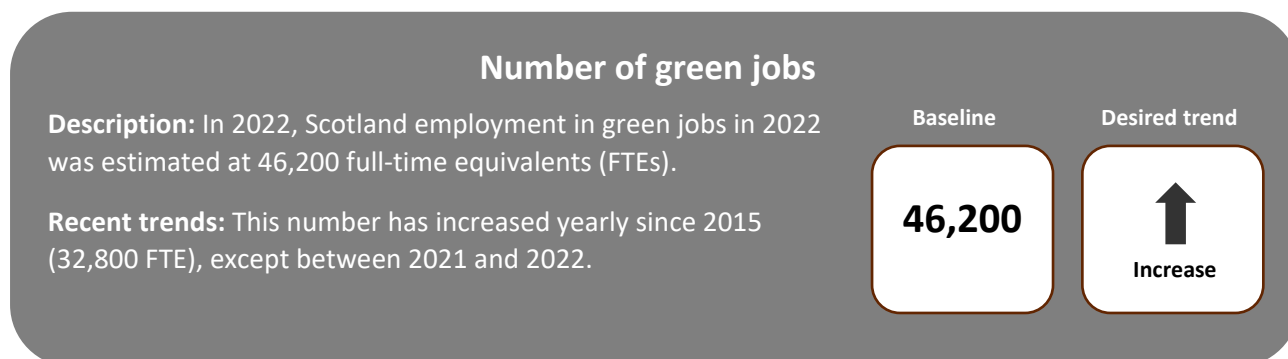 Number of green jobs
Description: In 2022, Scotland employment in green jobs in 2022
was estimated at 46,200 full-time equivalents (FTEs).
Recent trends: This number has increased yearly since 2015
(32,800 FTE), except between 2021 and 2022.
Baseline
46,200
Desired trend
Increase